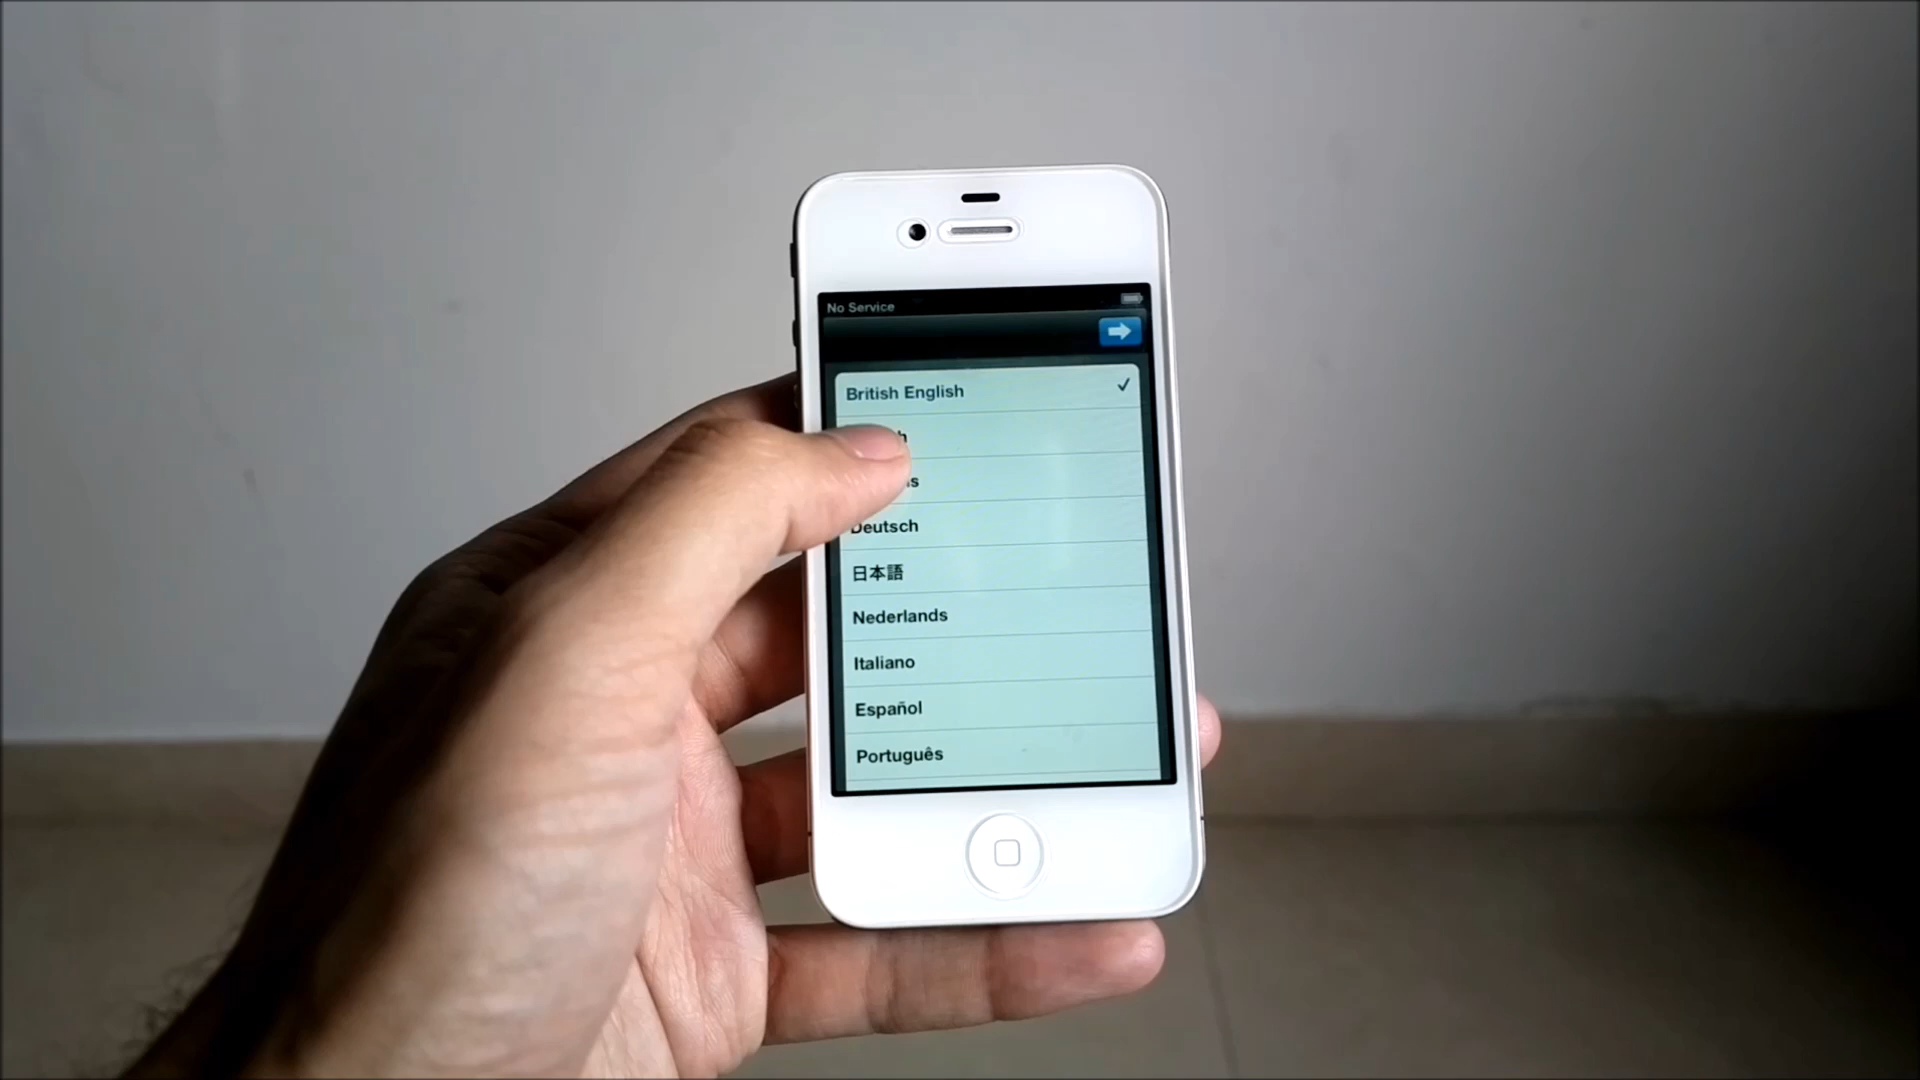 No Service
British English
Deutsch
日本語
Nederlands
Italiano
Español
Português